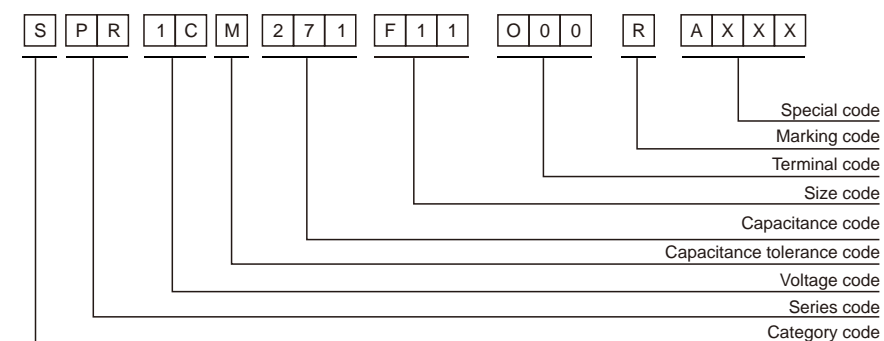 S P R 1 C M 2 7 1 F 1 1 O 0 0 R A X X X
Special code
Marking code
Terminal code
Size code
Capacitance code
Capacitance tolerance code
Voltage code
Series code
Category code